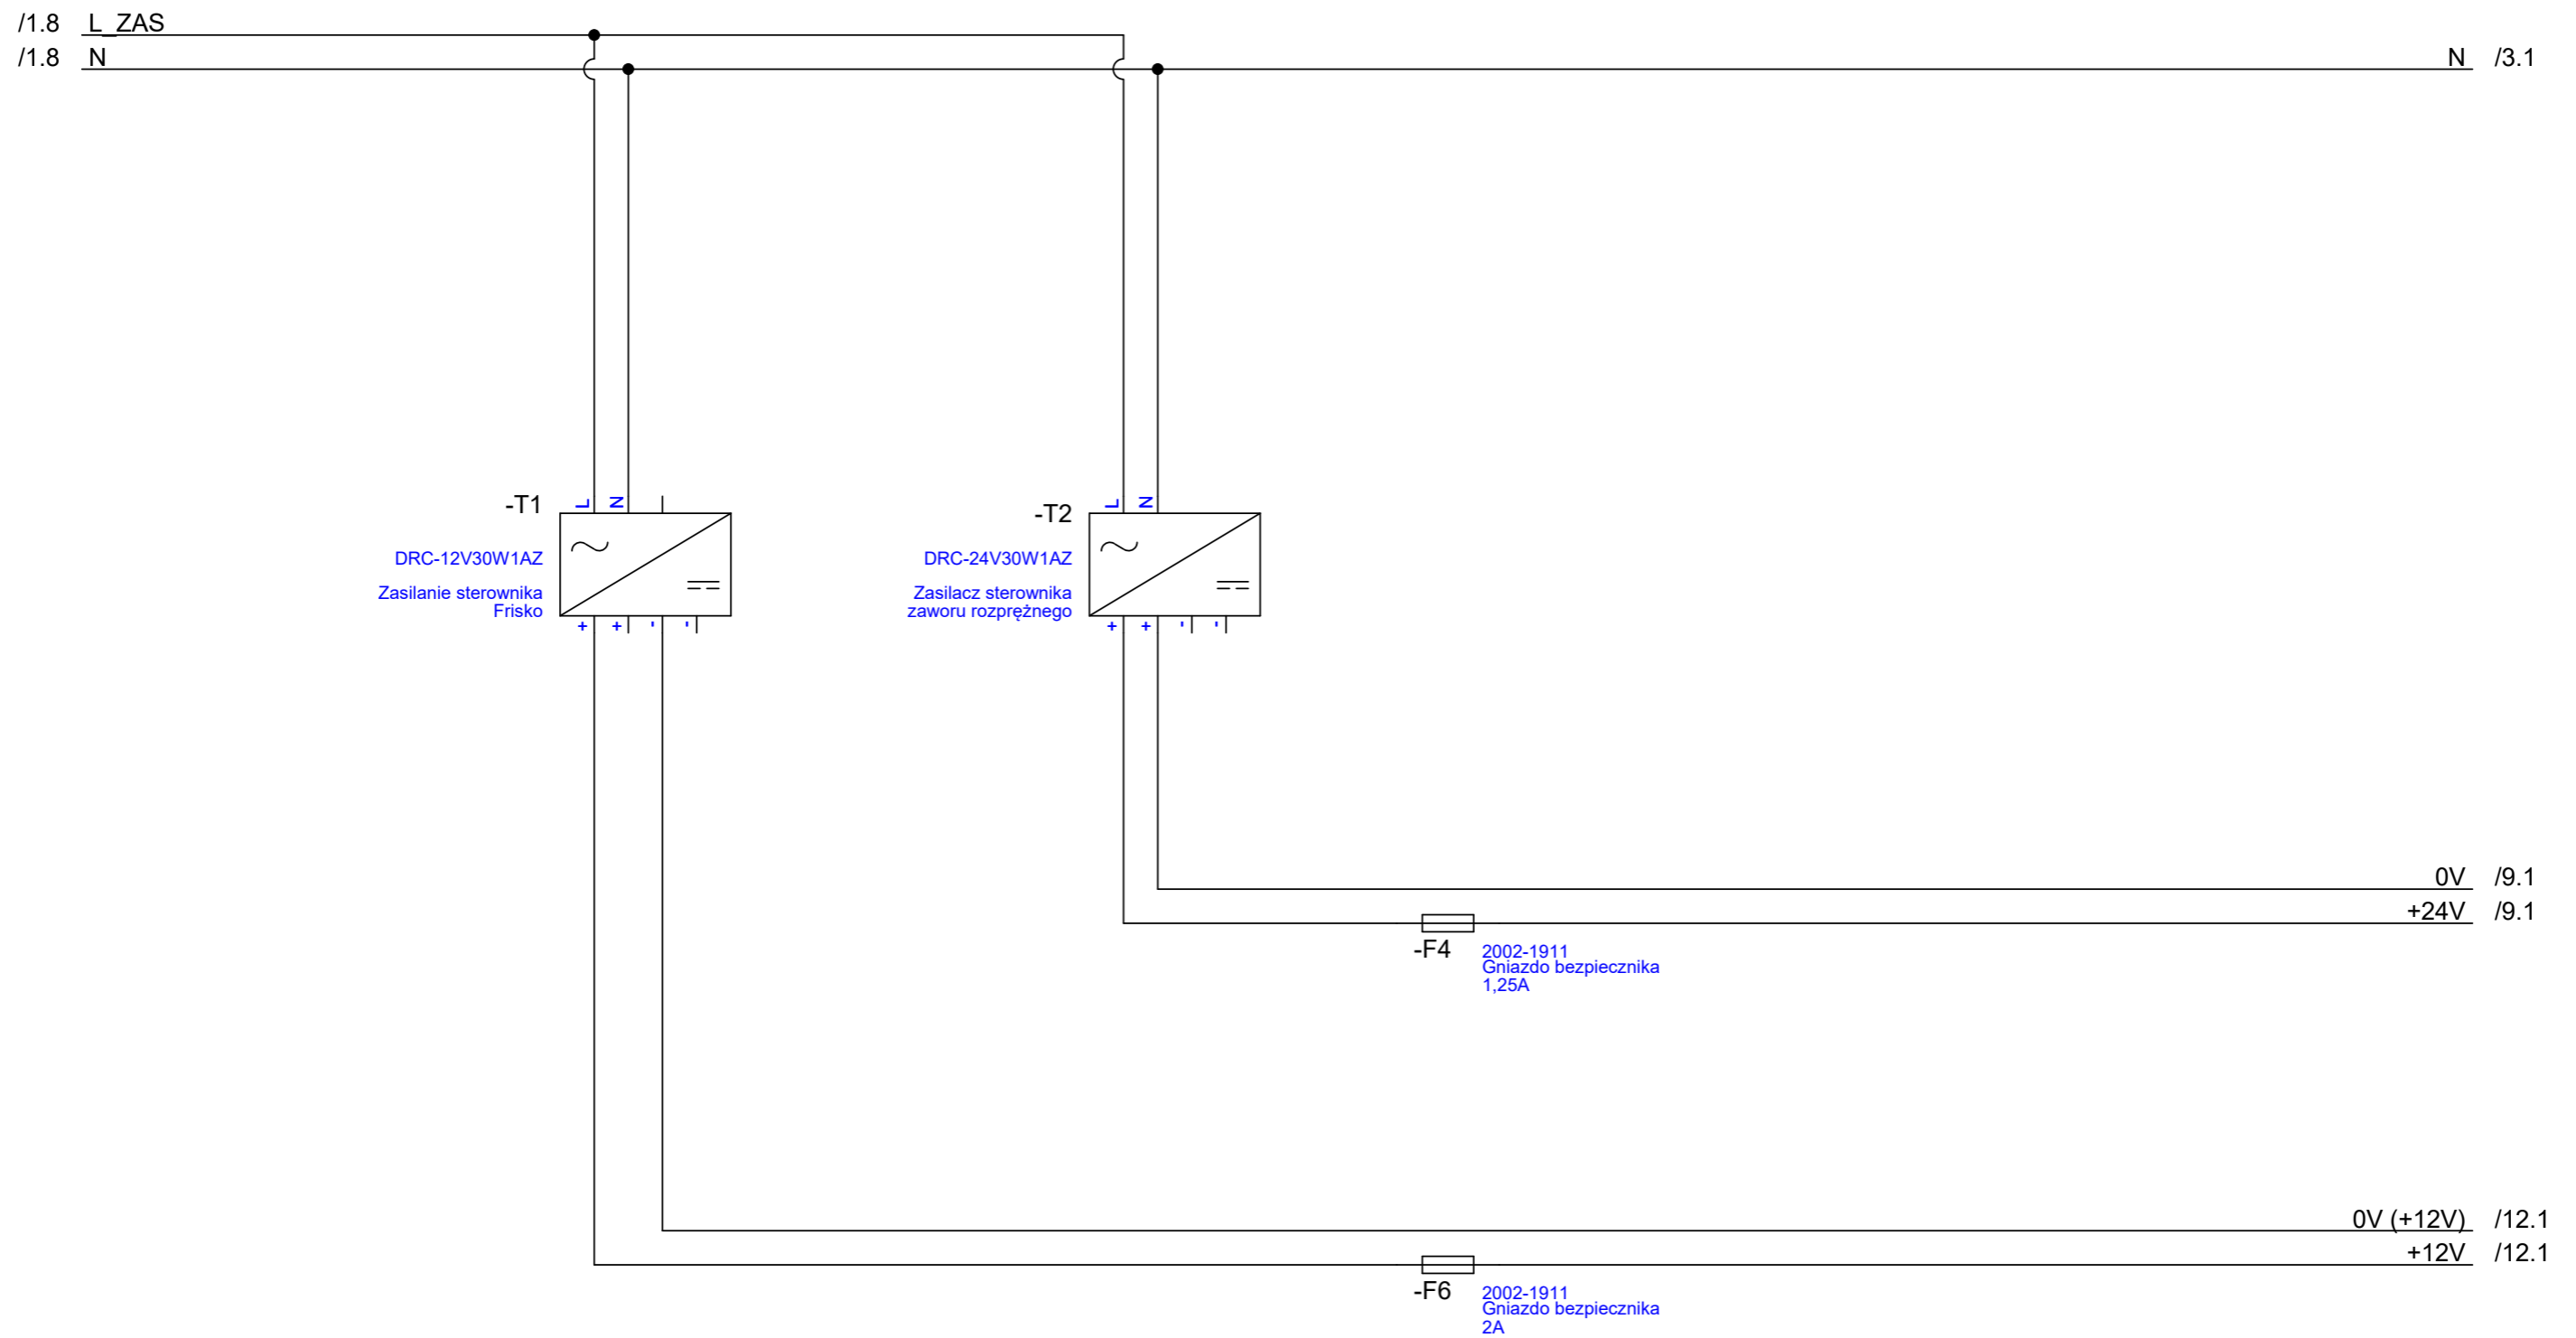 /1.8 L_ZAS
/1.8 N
N /3.1
-T1
L N
DRC-12V30W1AZ
Zasilanie sterownika
Frisko
+ + - -
-T2
L N
DRC-24V30W1AZ
Zasilacz sterownika
zaworu rozprężnego
+ + - -
0V /9.1
+24V /9.1
-F4
2002-1911
Gniazdo bezpiecznika
1,25A
0V (+12V) /12.1
+12V /12.1
-F6
2002-1911
Gniazdo bezpiecznika
2A